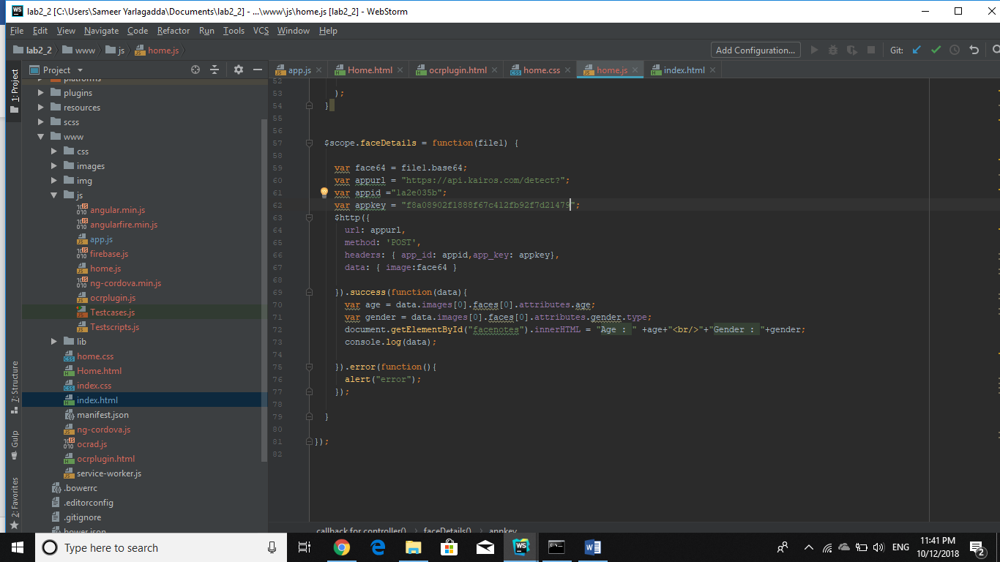 lab2_2 [C:\Users\Sameer Yarlagadda\Documents\lab2_2] - ...\www\js\home.js [lab2_2] - WebStorm
File Edit View Navigate Code Refactor Run Tools VCS Window Help
lab2_2 www js home.js Add Configuration... Git:
Project
app.js Home.html ocrplugin.html home.css home.js index.html
1: Project
7: Structure
Gulp
2: Favorites
platforms
plugins
resources
scss
www
css
images
img
js
angular.min.js
angularfire.min.js
app.js
firebase.js
home.js
ng-cordova.min.js
ocrplugin.js
Testcases.js
Testscripts.js
lib
home.css
Home.html
index.css
index.html
manifest.json
ng-cordova.js
ocrad.js
ocrplugin.html
service-worker.js
.bowerrc
.editorconfig
.gitignore
bower.json
52
53 );
54 }
55
56
57 $scope.faceDetails = function(file1) {
58
59 var face64 = file1.base64;
60 var appurl = "https://api.kairos.com/detect?";
61 var appid ="1a2e035b";
62 var appkey = "f8a08902f1888f67c412fb92f7d21479";
63 $http({
64 url: appurl,
65 method: 'POST',
66 headers: { app_id: appid,app_key: appkey},
67 data: { image:face64 }
68
69 }).success(function(data){
70 var age = data.images[0].faces[0].attributes.age;
71 var gender = data.images[0].faces[0].attributes.gender.type;
72 document.getElementById("facenotes").innerHTML = "Age : " +age+"<br/>"+"Gender : "+gender;
73 console.log(data);
74
75 }).error(function(){
76 alert("error");
77 });
78
79 }
80
81 });
82
callback for controller() faceDetails() appkey
Type here to search
ENG
11:41 PM
10/12/2018
2